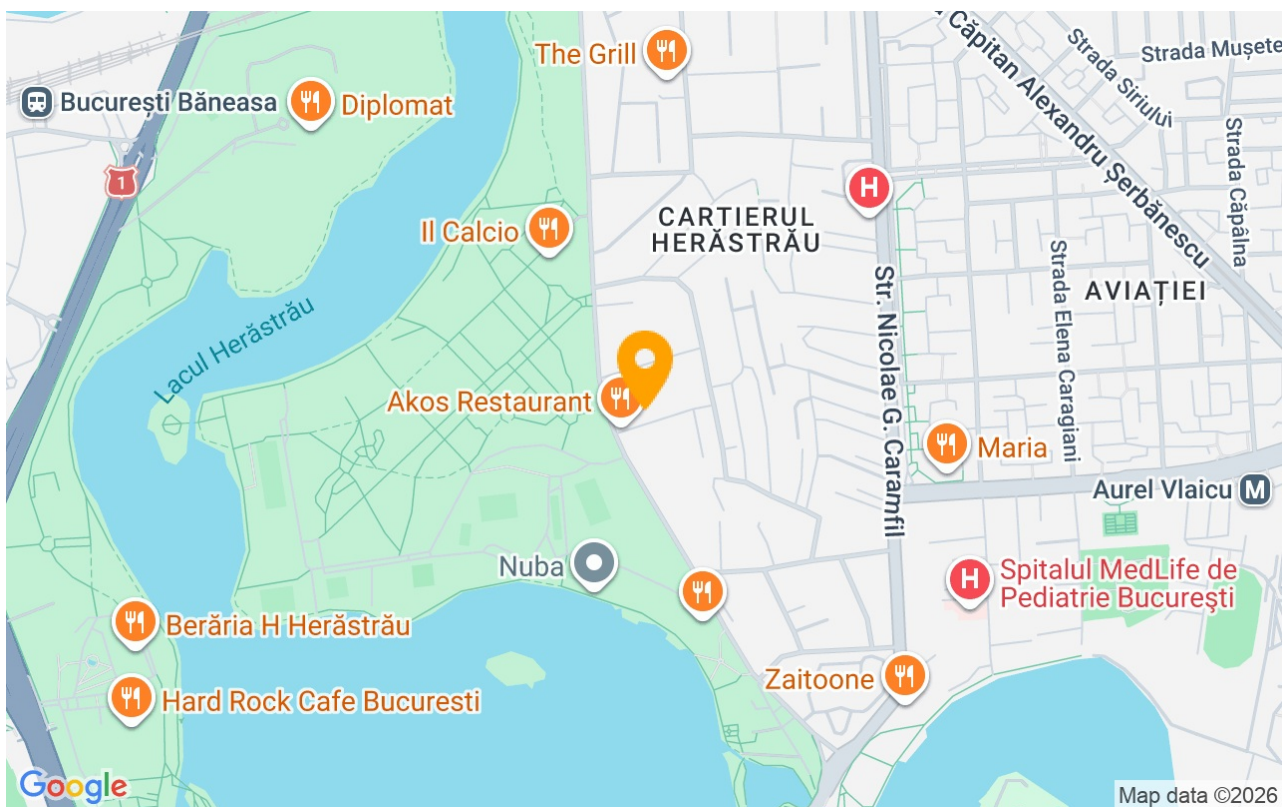 The Grill
Căpitan Alexandru Șerbănescu
Strada Mușete
Strada Siriului
București Băneasa
Diplomat
1
Strada Căpâlna
H
CARTIERUL
HERĂSTRĂU
Il Calcio
Str. Nicolae G. Caramfil
Strada Elena Caragiani
AVIAȚIEI
Lacul Herăstrău
Akos Restaurant
Maria
Aurel Vlaicu
M
Nuba
H
Spitalul MedLife de
Pediatrie București
Berăria H Herăstrău
Zaitoone
Hard Rock Cafe Bucuresti
Google
Map data ©2026